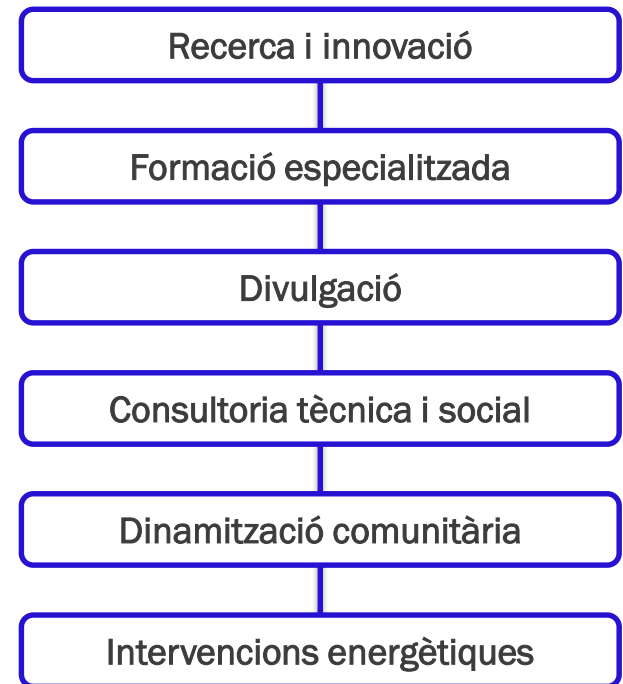 Recerca i innovació
Formació especialitzada
Divulgació
Consultoria tècnica i social
Dinamització comunitària
Intervencions energètiques